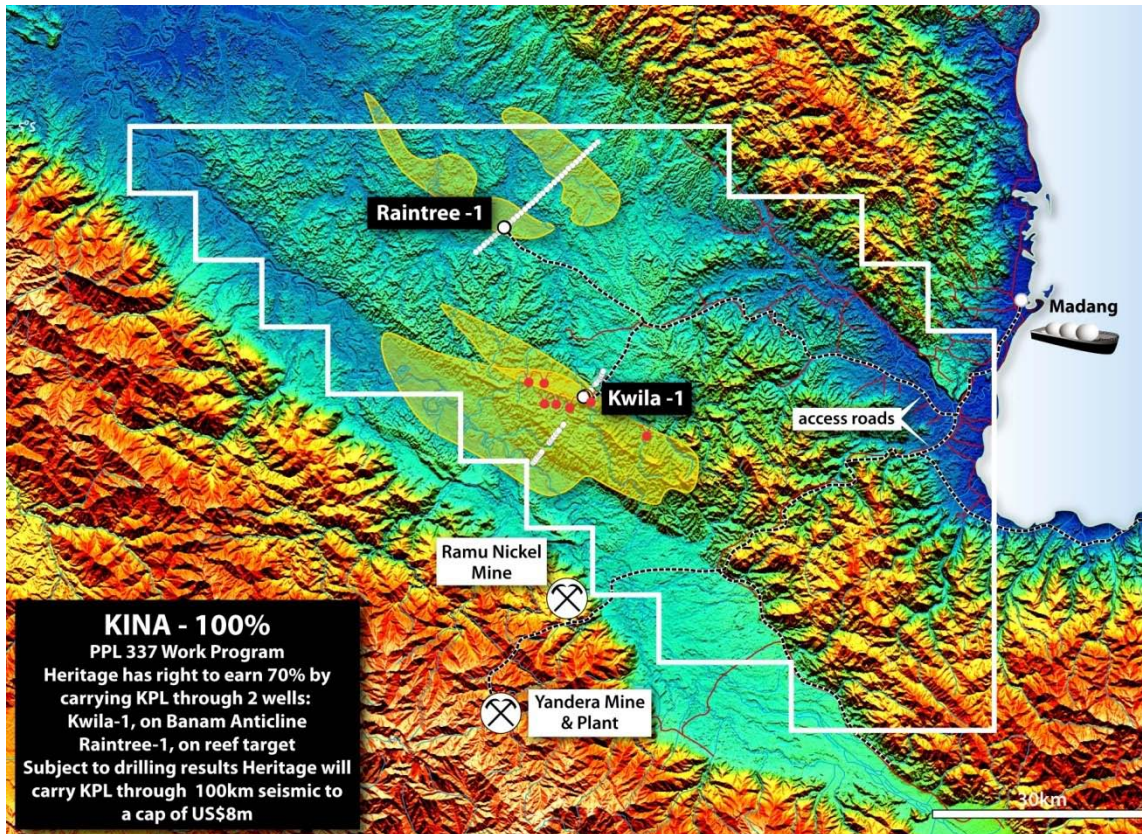 5°S
Raintree -1
Madang
Kwila -1
access roads
Ramu Nickel
Mine
Yandera Mine
& Plant
KINA - 100%
PPL 337 Work Program
Heritage has right to earn 70% by
carrying KPL through 2 wells:
Kwila-1, on Banam Anticline
Raintree-1, on reef target
Subject to drilling results Heritage will
carry KPL through 100km seismic to
a cap of US$8m
30km